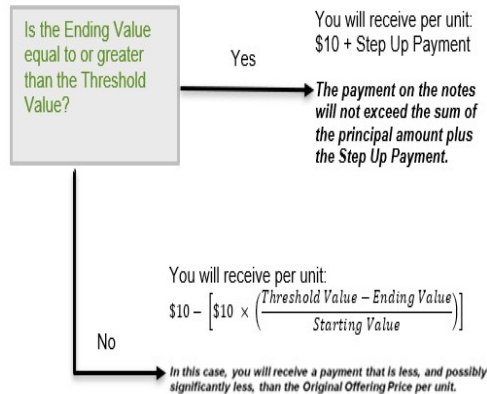 Is the Ending Value
equal to or greater
than the Threshold
Value?
Yes
You will receive per unit:
$10 + Step Up Payment
The payment on the notes
will not exceed the sum of
the principal amount plus
the Step Up Payment.
You will receive per unit:
$10 – [$10 × (Threshold Value – Ending Value / Starting Value)]
No
In this case, you will receive a payment that is less, and possibly
significantly less, than the Original Offering Price per unit.